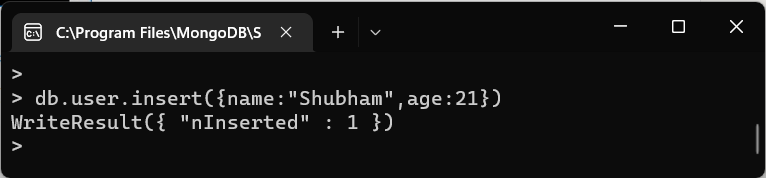 C:\Program Files\MongoDB\S
>
> db.user.insert({name:"Shubham",age:21})
WriteResult({ "nInserted" : 1 })
>